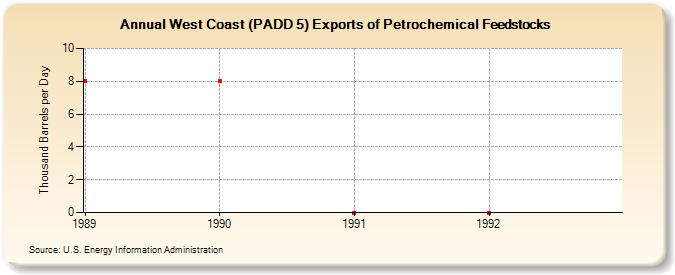 Annual West Coast (PADD 5) Exports of Petrochemical Feedstocks
Thousand Barrels per Day
10
8
6
4
2
0
1989 1990 1991 1992
Source: U.S. Energy Information Administration